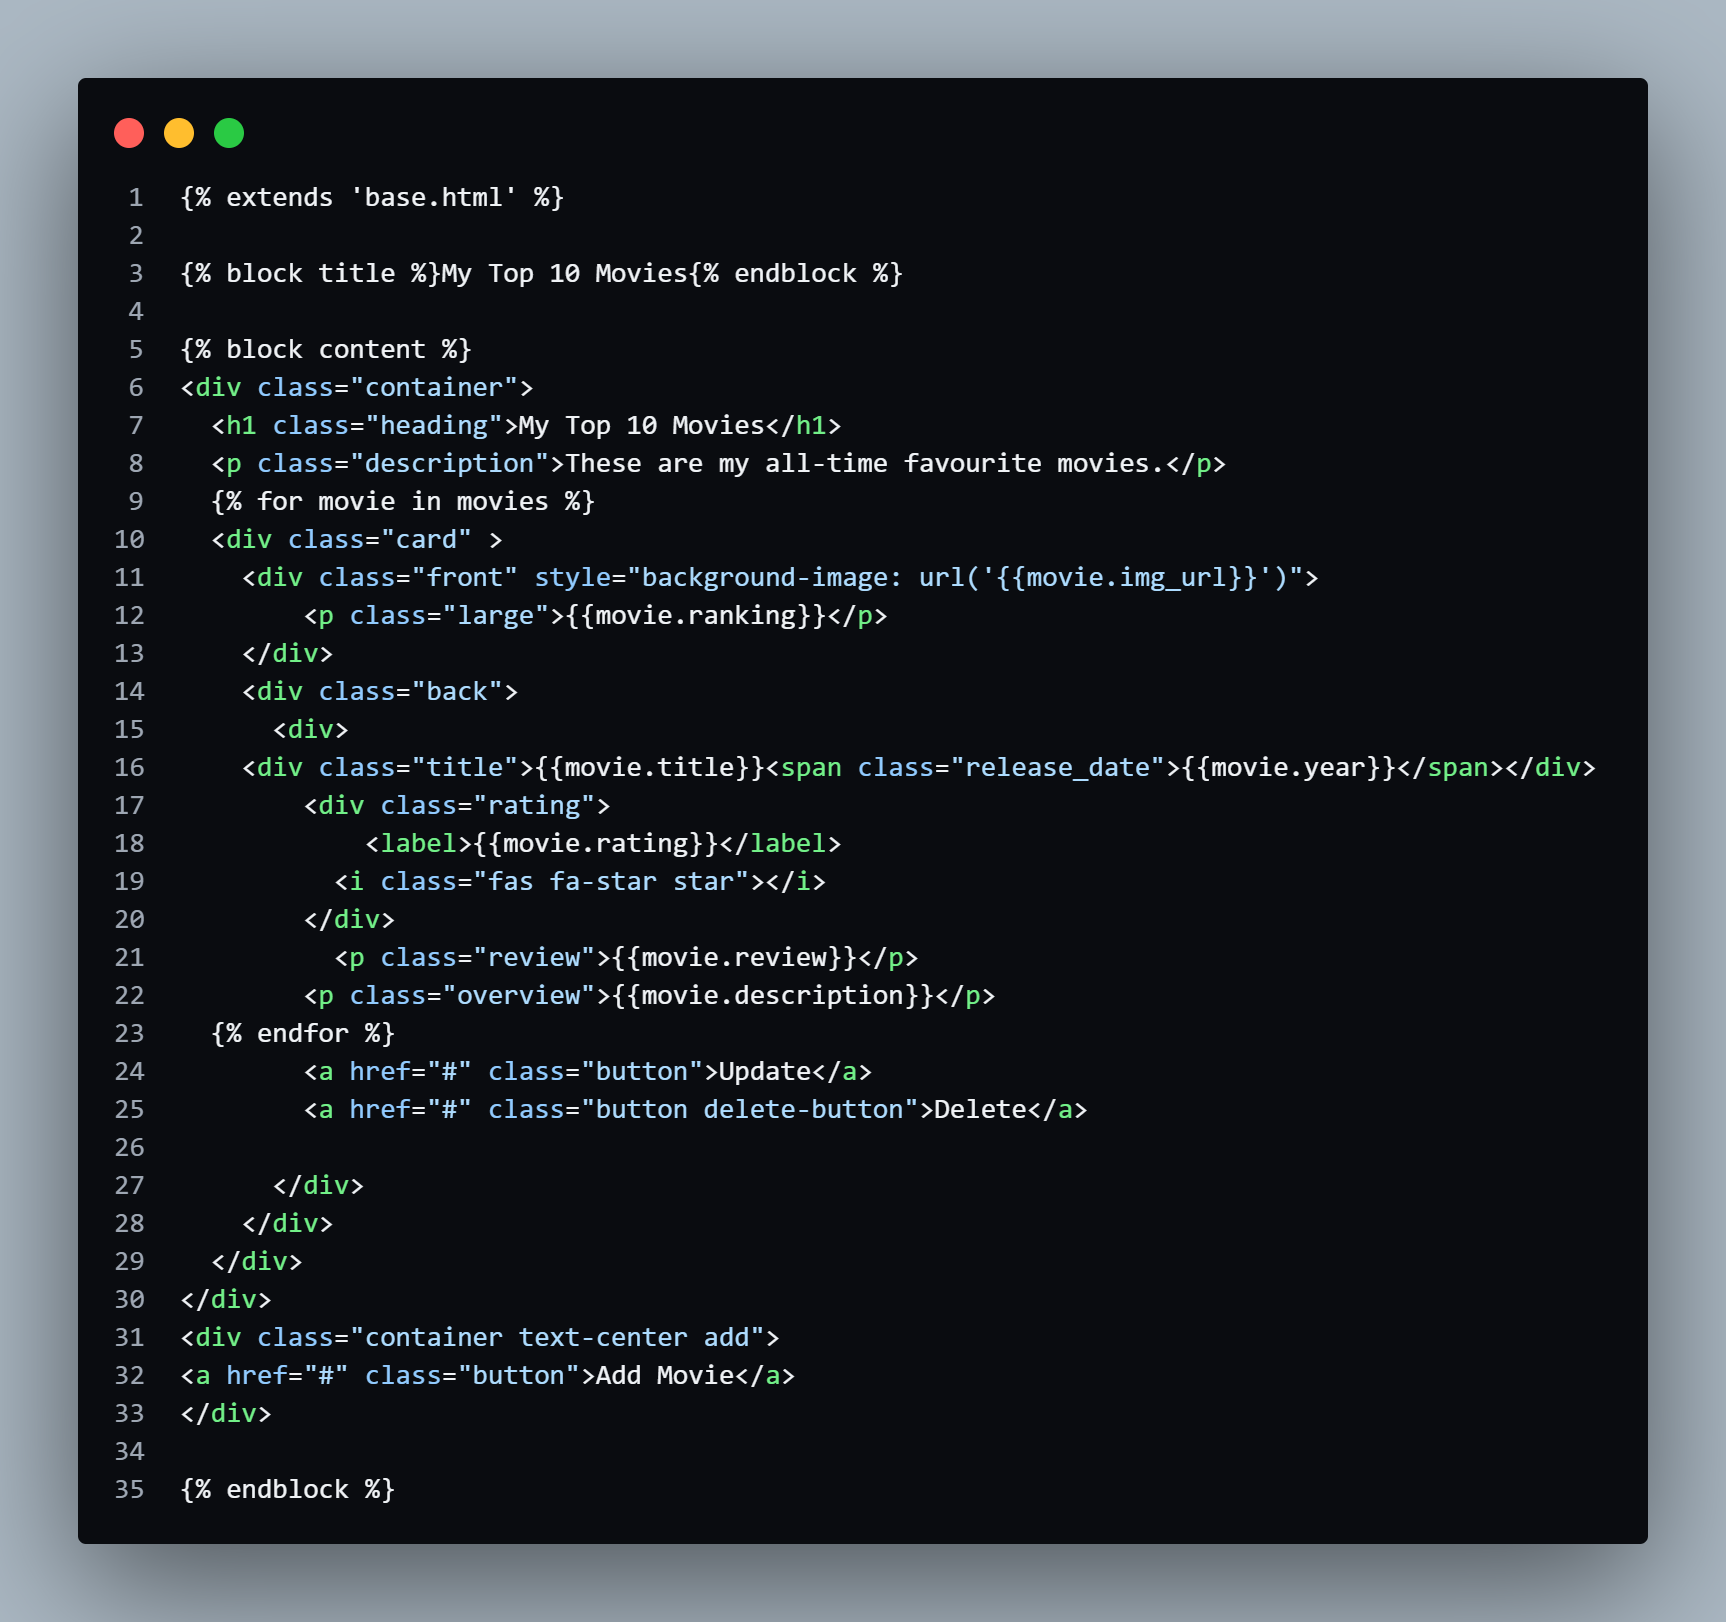 1 {% extends 'base.html' %}
2
3 {% block title %}My Top 10 Movies{% endblock %}
4
5 {% block content %}
6 <div class="container">
7   <h1 class="heading">My Top 10 Movies</h1>
8   <p class="description">These are my all-time favourite movies.</p>
9   {% for movie in movies %}
10   <div class="card" >
11     <div class="front" style="background-image: url('{{movie.img_url}}')">
12         <p class="large">{{movie.ranking}}</p>
13     </div>
14     <div class="back">
15       <div>
16     <div class="title">{{movie.title}}<span class="release_date">{{movie.year}}</span></div>
17         <div class="rating">
18             <label>{{movie.rating}}</label>
19           <i class="fas fa-star star"></i>
20         </div>
21           <p class="review">{{movie.review}}</p>
22         <p class="overview">{{movie.description}}</p>
23   {% endfor %}
24         <a href="#" class="button">Update</a>
25         <a href="#" class="button delete-button">Delete</a>
26
27       </div>
28     </div>
29   </div>
30 </div>
31 <div class="container text-center add">
32 <a href="#" class="button">Add Movie</a>
33 </div>
34
35 {% endblock %}